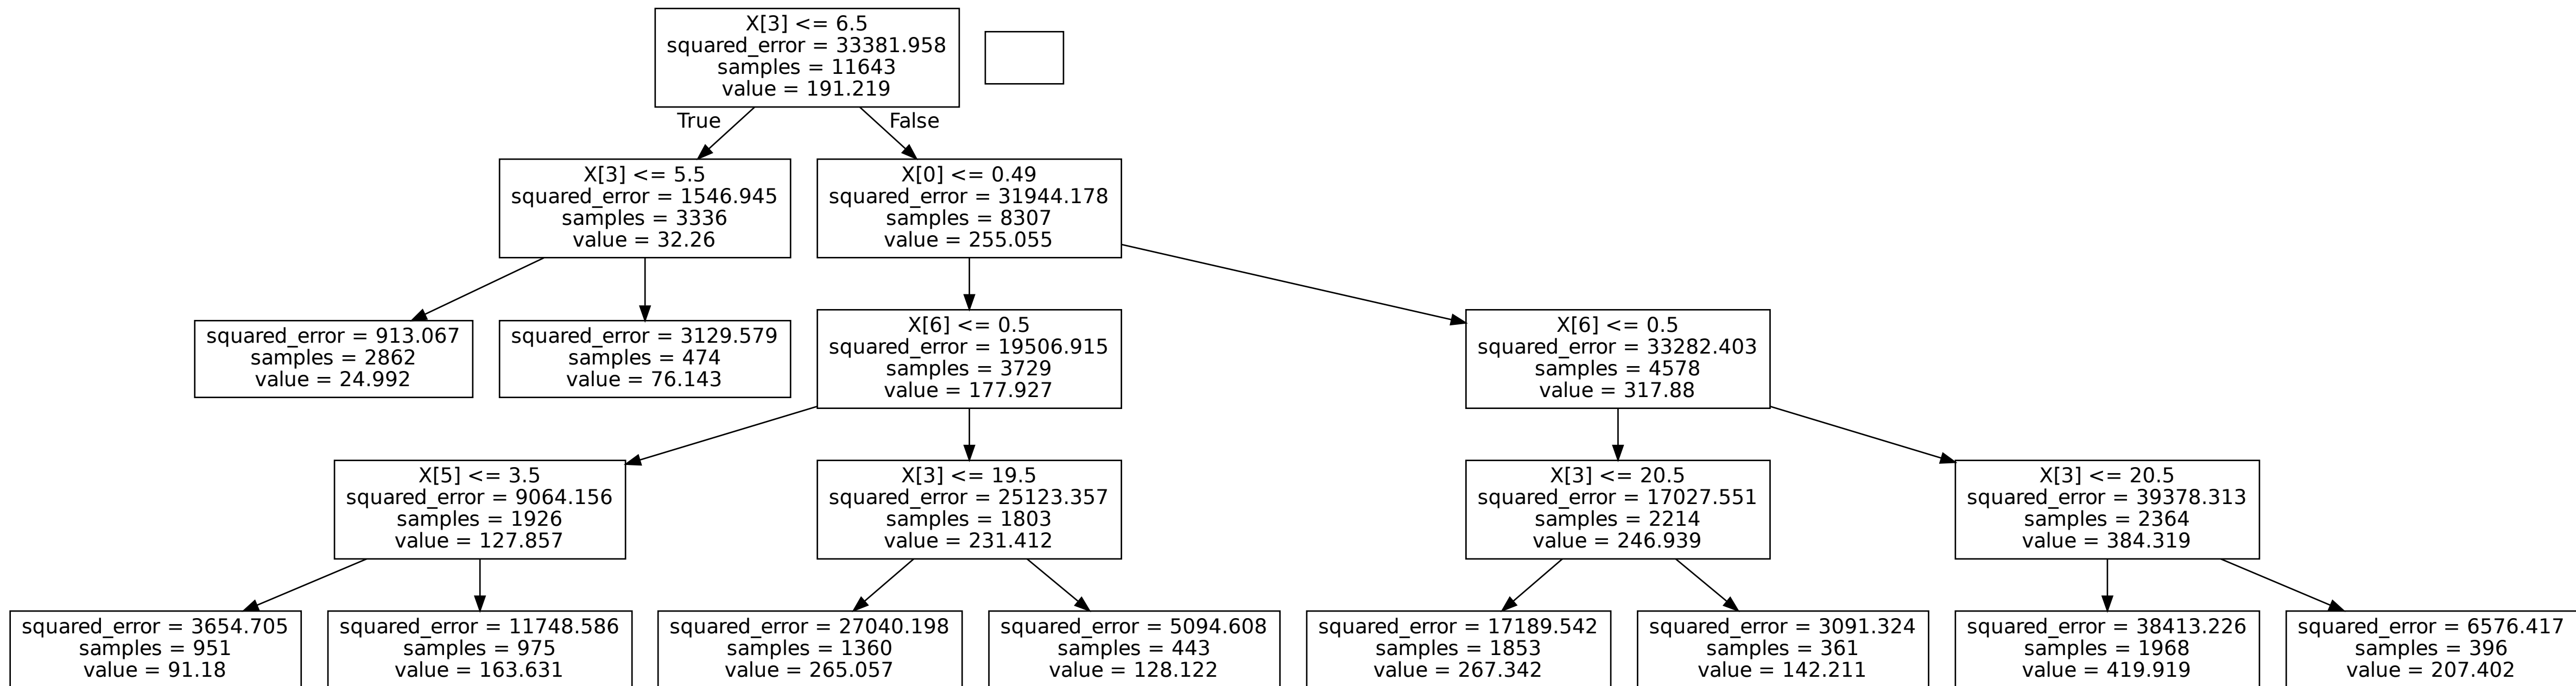 X[3] <= 6.5
squared_error = 33381.958
samples = 11643
value = 191.219
True
False
X[3] <= 5.5
squared_error = 1546.945
samples = 3336
value = 32.26
X[0] <= 0.49
squared_error = 31944.178
samples = 8307
value = 255.055
squared_error = 913.067
samples = 2862
value = 24.992
squared_error = 3129.579
samples = 474
value = 76.143
X[6] <= 0.5
squared_error = 19506.915
samples = 3729
value = 177.927
X[6] <= 0.5
squared_error = 33282.403
samples = 4578
value = 317.88
X[5] <= 3.5
squared_error = 9064.156
samples = 1926
value = 127.857
X[3] <= 19.5
squared_error = 25123.357
samples = 1803
value = 231.412
X[3] <= 20.5
squared_error = 17027.551
samples = 2214
value = 246.939
X[3] <= 20.5
squared_error = 39378.313
samples = 2364
value = 384.319
squared_error = 3654.705
samples = 951
value = 91.18
squared_error = 11748.586
samples = 975
value = 163.631
squared_error = 27040.198
samples = 1360
value = 265.057
squared_error = 5094.608
samples = 443
value = 128.122
squared_error = 17189.542
samples = 1853
value = 267.342
squared_error = 3091.324
samples = 361
value = 142.211
squared_error = 38413.226
samples = 1968
value = 419.919
squared_error = 6576.417
samples = 396
value = 207.402